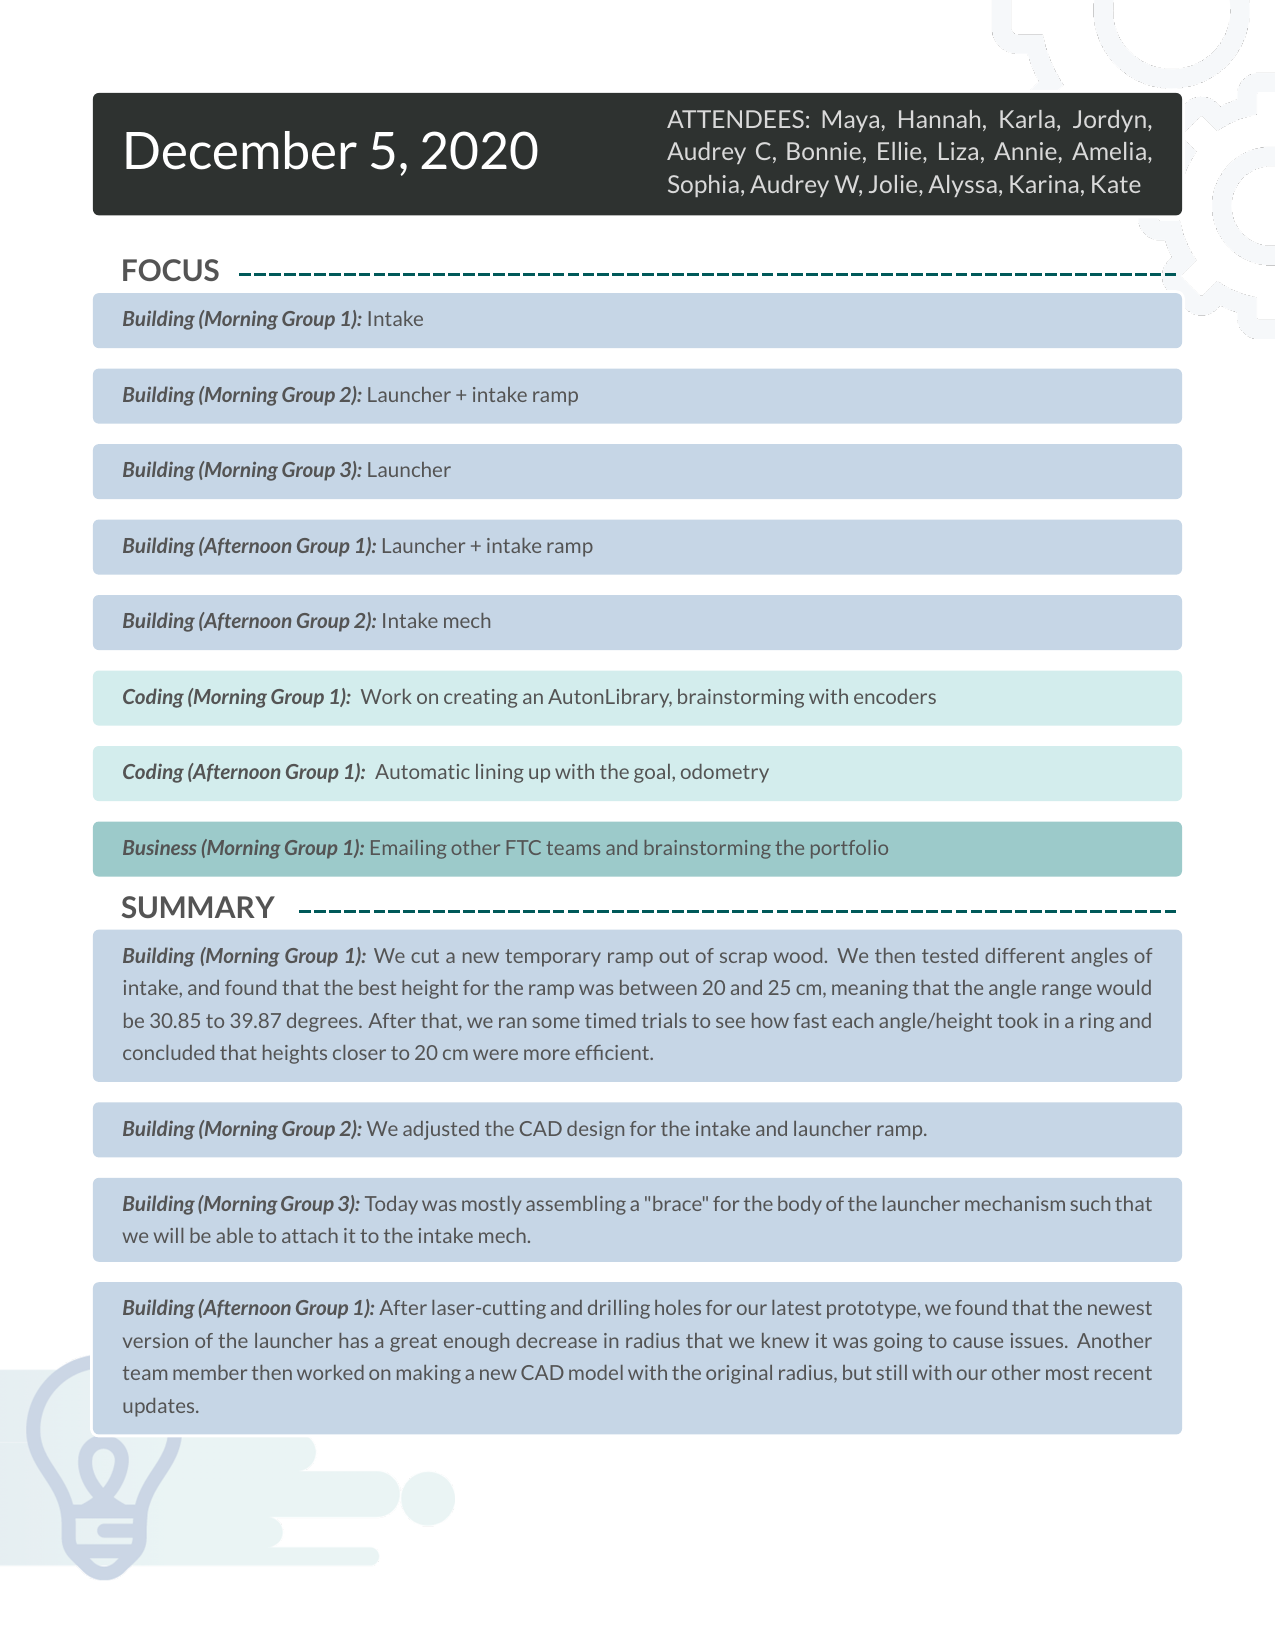 December 5, 2020
ATTENDEES: Maya, Hannah, Karla, Jordyn,
Audrey C, Bonnie, Ellie, Liza, Annie, Amelia,
Sophia, Audrey W, Jolie, Alyssa, Karina, Kate
FOCUS
Building (Morning Group 1): Intake
Building (Morning Group 2): Launcher + intake ramp
Building (Morning Group 3): Launcher
Building (Afternoon Group 1): Launcher + intake ramp
Building (Afternoon Group 2): Intake mech
Coding (Morning Group 1): Work on creating an AutonLibrary, brainstorming with encoders
Coding (Afternoon Group 1): Automatic lining up with the goal, odometry
Business (Morning Group 1): Emailing other FTC teams and brainstorming the portfolio
SUMMARY
Building (Morning Group 1): We cut a new temporary ramp out of scrap wood. We then tested different angles of
intake, and found that the best height for the ramp was between 20 and 25 cm, meaning that the angle range would
be 30.85 to 39.87 degrees. After that, we ran some timed trials to see how fast each angle/height took in a ring and
concluded that heights closer to 20 cm were more efficient.
Building (Morning Group 2): We adjusted the CAD design for the intake and launcher ramp.
Building (Morning Group 3): Today was mostly assembling a "brace" for the body of the launcher mechanism such that
we will be able to attach it to the intake mech.
Building (Afternoon Group 1): After laser-cutting and drilling holes for our latest prototype, we found that the newest
version of the launcher has a great enough decrease in radius that we knew it was going to cause issues. Another
team member then worked on making a new CAD model with the original radius, but still with our other most recent
updates.